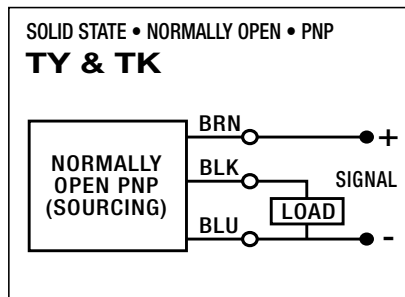 SOLID STATE • NORMALLY OPEN • PNP
TY & TK
BRN
+
NORMALLY
OPEN PNP
(SOURCING)
BLK
SIGNAL
LOAD
BLU
-